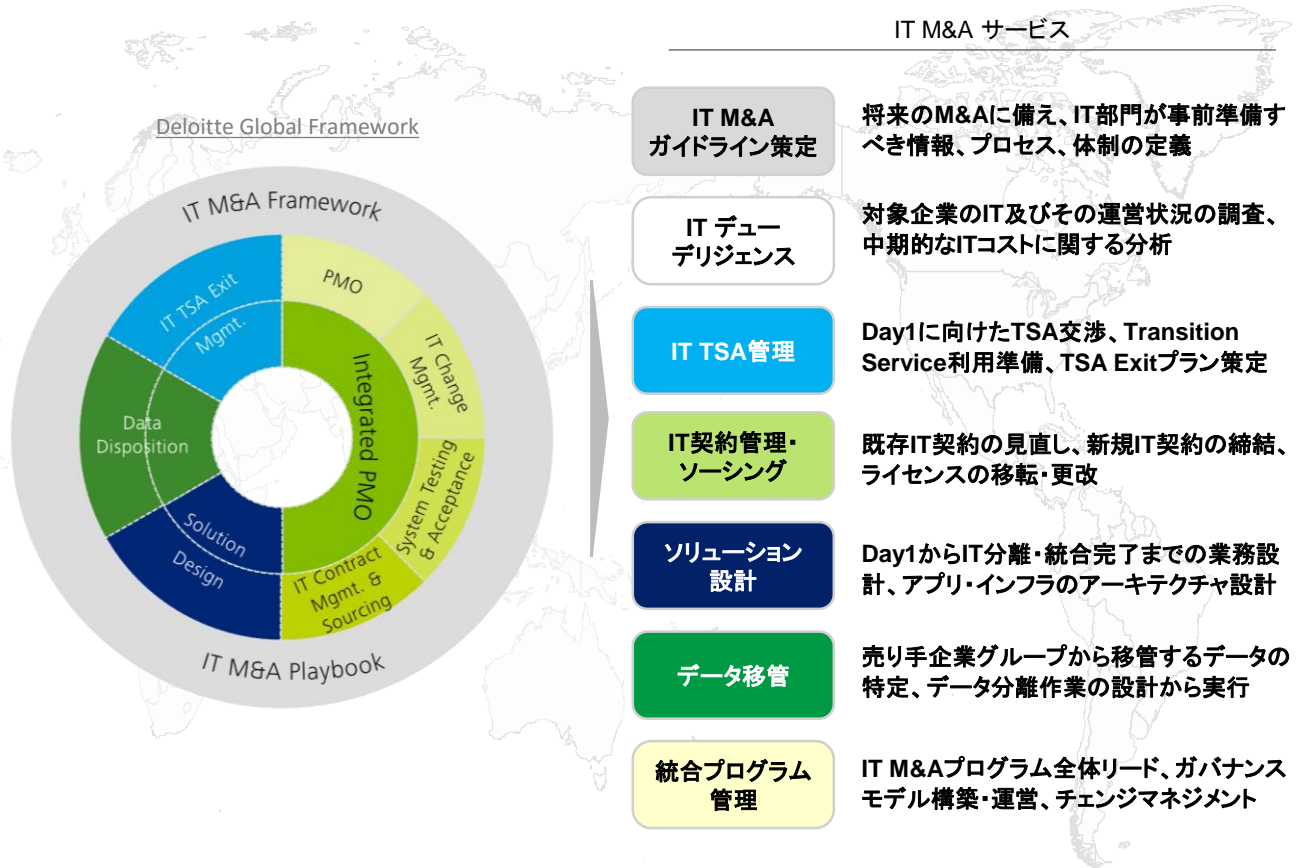 IT M&A サービス
Deloitte Global Framework
IT M&A Framework
PMO
IT TSA Exit
Mgmt.
IT Change
Mgmt.
Integrated PMO
Data
Disposition
System Testing
& Acceptance
Solution
Design
IT Contract
Mgmt. &
Sourcing
IT M&A Playbook
IT M&A
ガイドライン策定
将来のM&Aに備え、IT部門が事前準備す
べき情報、プロセス、体制の定義
IT デュー
デリジェンス
対象企業のIT及びその運営状況の調査、
中期的なITコストに関する分析
IT TSA管理
Day1に向けたTSA交渉、Transition
Service利用準備、TSA Exitプラン策定
IT契約管理・
ソーシング
既存IT契約の見直し、新規IT契約の締結、
ライセンスの移転・更改
ソリューション
設計
Day1からIT分離・統合完了までの業務設
計、アプリ・インフラのアーキテクチャ設計
データ移管
売り手企業グループから移管するデータの
特定、データ分離作業の設計から実行
統合プログラム
管理
IT M&Aプログラム全体リード、ガバナンス
モデル構築・運営、チェンジマネジメント